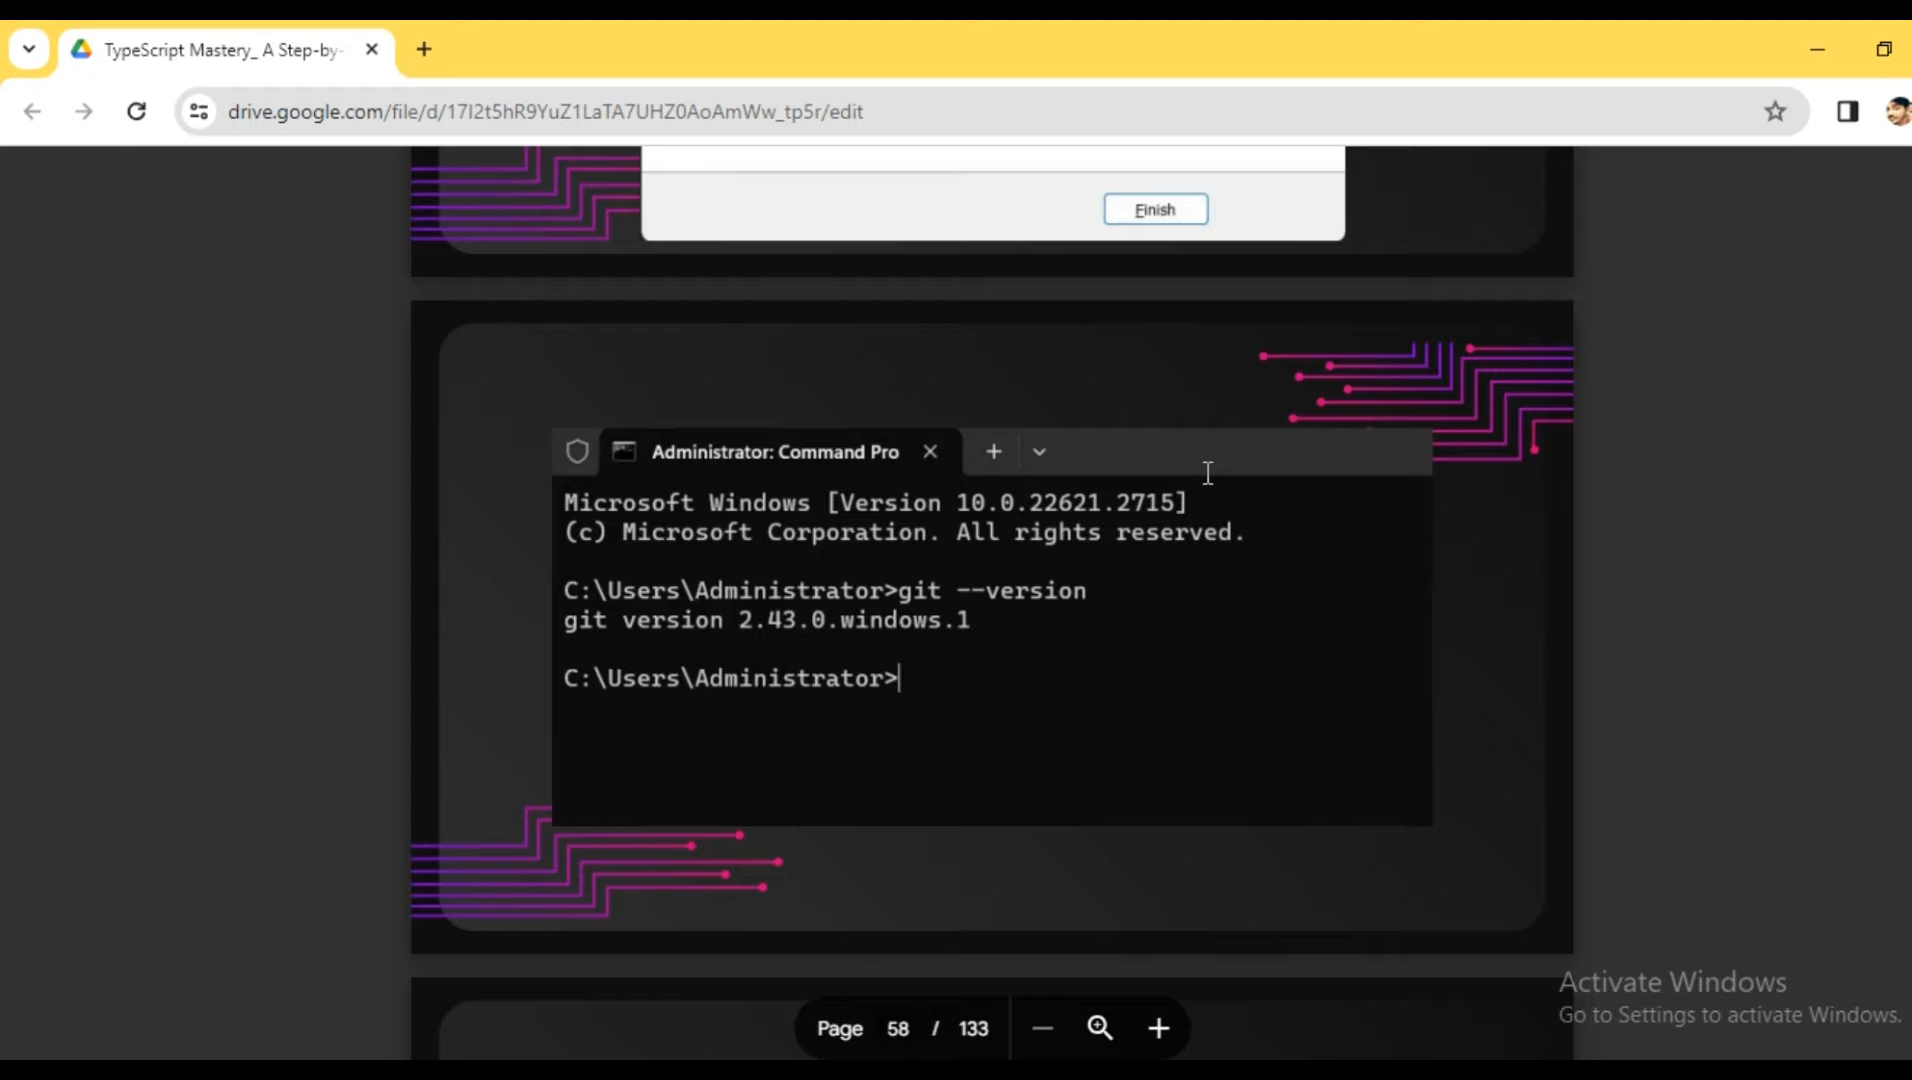 TypeScript Mastery_ A Step-by-
drive.google.com/file/d/17I2t5hR9YuZ1LaTA7UHZ0AoAmWw_tp5r/edit
Finish
Administrator: Command Pro
Microsoft Windows [Version 10.0.22621.2715]
(c) Microsoft Corporation. All rights reserved.
C:\Users\Administrator>git --version
git version 2.43.0.windows.1
C:\Users\Administrator>
Activate Windows
Go to Settings to activate Windows.
Page 58 / 133